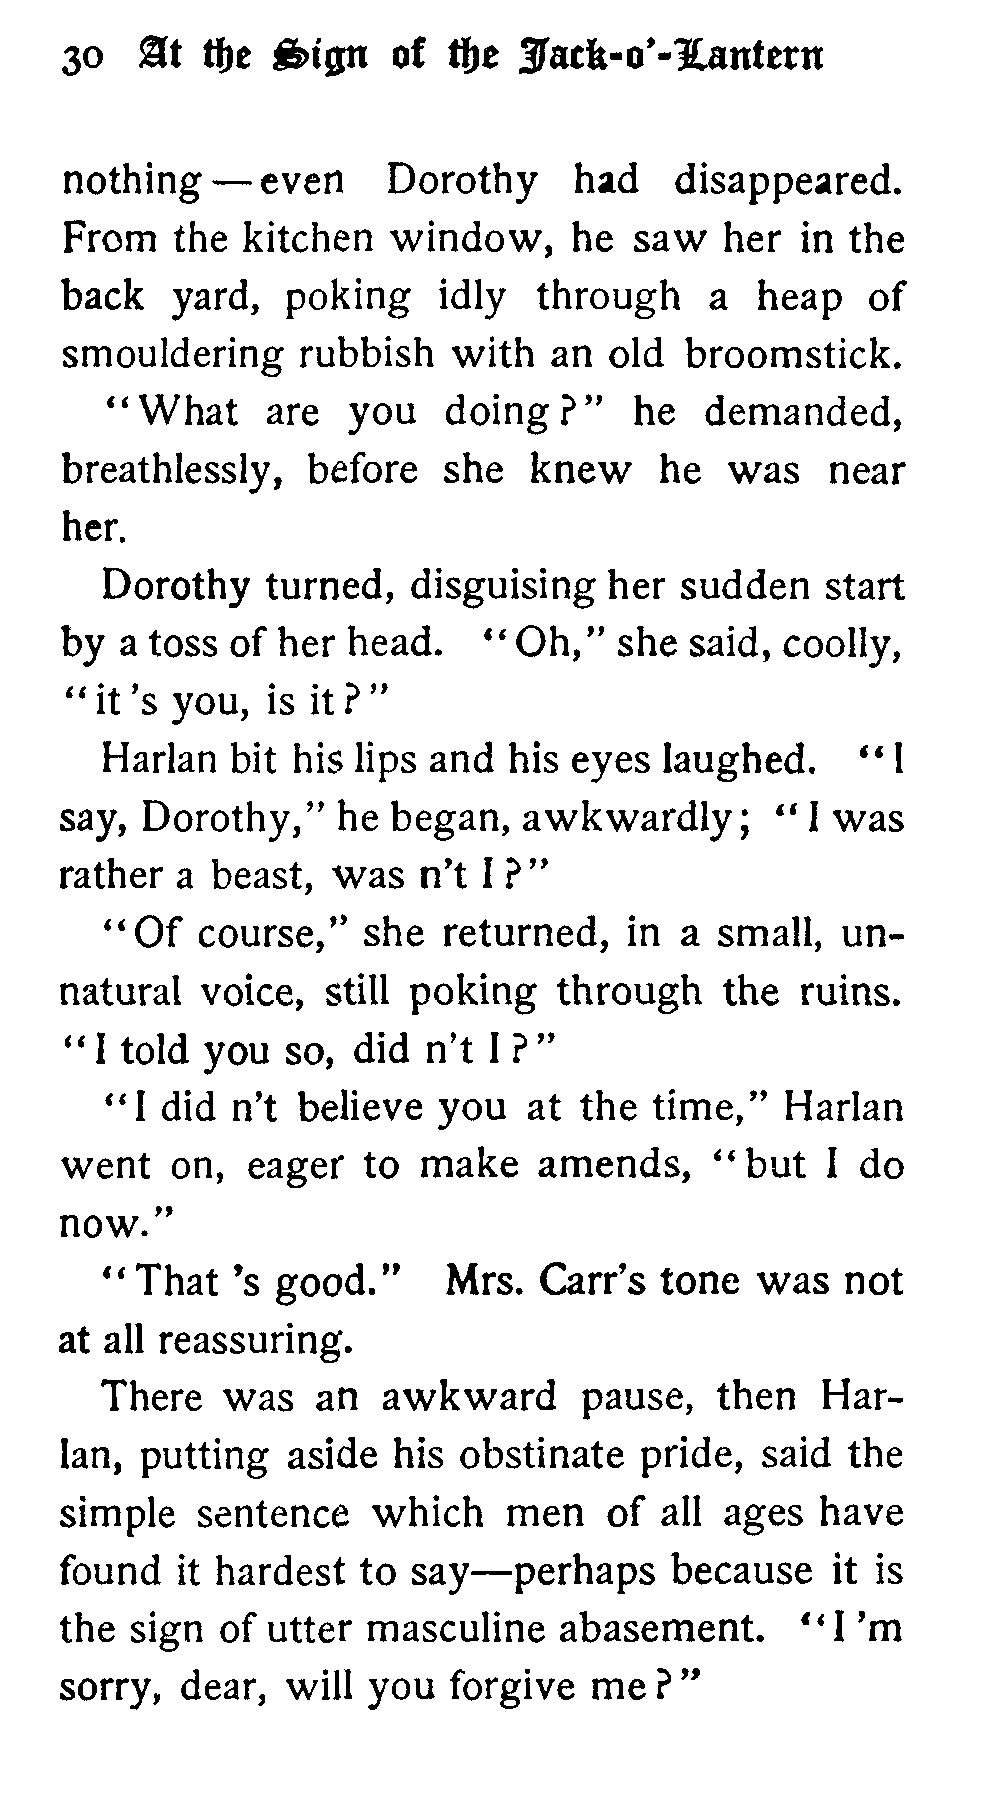 30 At the Sign of the Jack-o'-Lantern
nothing—even Dorothy had disappeared.
From the kitchen window, he saw her in the
back yard, poking idly through a heap of
smouldering rubbish with an old broomstick.
"What are you doing?" he demanded,
breathlessly, before she knew he was near
her.
Dorothy turned, disguising her sudden start
by a toss of her head. "Oh," she said, coolly,
"it 's you, is it?"
Harlan bit his lips and his eyes laughed. "I
say, Dorothy," he began, awkwardly; "I was
rather a beast, was n't I?"
"Of course," she returned, in a small, un-
natural voice, still poking through the ruins.
"I told you so, did n't I?"
"I did n't believe you at the time," Harlan
went on, eager to make amends, "but I do
now."
"That 's good." Mrs. Carr's tone was not
at all reassuring.
There was an awkward pause, then Har-
lan, putting aside his obstinate pride, said the
simple sentence which men of all ages have
found it hardest to say—perhaps because it is
the sign of utter masculine abasement. "I 'm
sorry, dear, will you forgive me?"